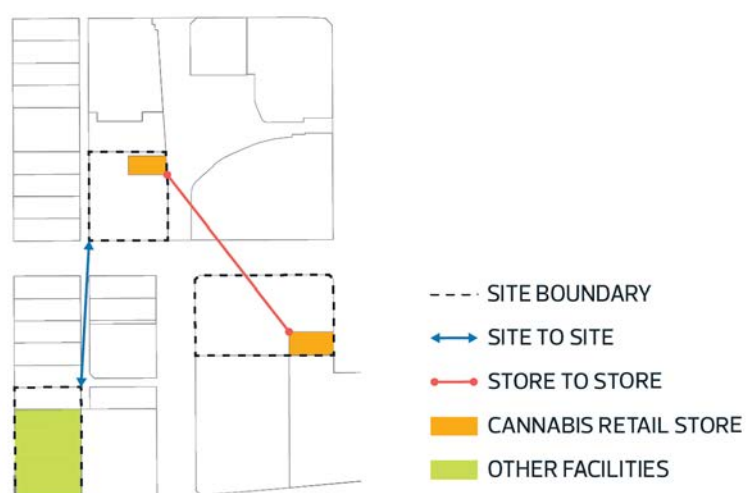 SITE BOUNDARY
SITE TO SITE
STORE TO STORE
CANNABIS RETAIL STORE
OTHER FACILITIES